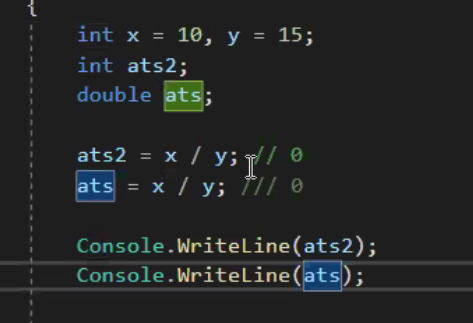 {
int x = 10, y = 15;
int ats2;
double ats;
ats2 = x / y; // 0
ats = x / y; /// 0
Console.WriteLine(ats2);
Console.WriteLine(ats);